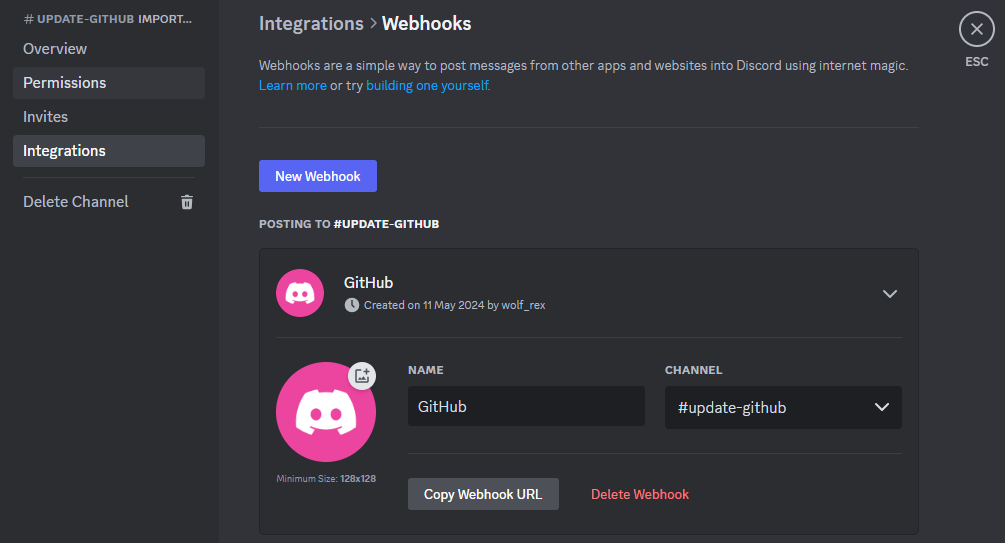 # UPDATE-GITHUB IMPORT...
Overview
Permissions
Invites
Integrations
Delete Channel
Integrations > Webhooks
ESC
Webhooks are a simple way to post messages from other apps and websites into Discord using internet magic.
Learn more or try building one yourself.
New Webhook
POSTING TO #UPDATE-GITHUB
GitHub
Created on 11 May 2024 by wolf_rex
Minimum Size: 128x128
NAME
GitHub
CHANNEL
#update-github
Copy Webhook URL
Delete Webhook